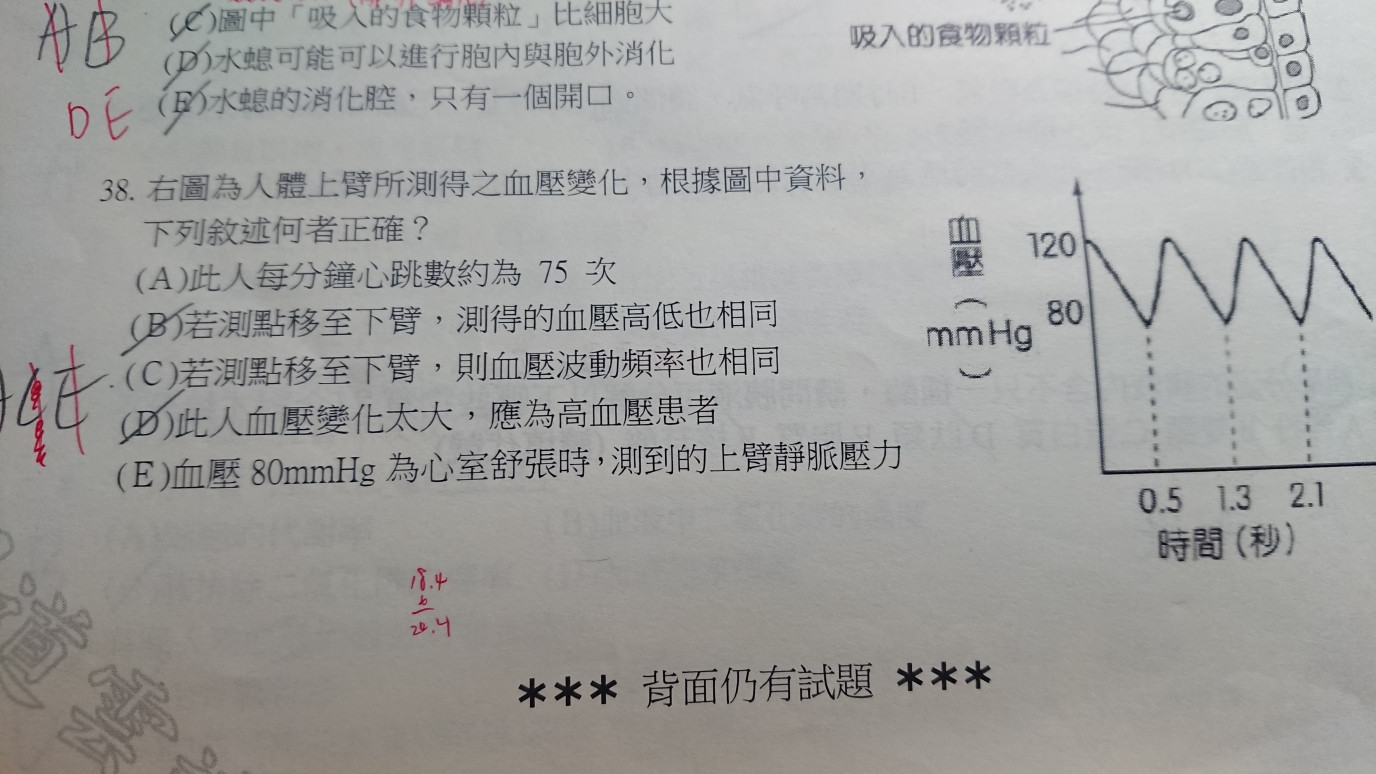 AB
(C)圖中「吸入的食物顆粒」比細胞大
(D)水螅可能可以進行胞內與胞外消化
DE
(E)水螅的消化腔，只有一個開口。
吸入的食物顆粒
38. 右圖為人體上臂所測得之血壓變化，根據圖中資料，
下列敘述何者正確？
(A)此人每分鐘心跳數約為 75 次
(B)若測點移至下臂，測得的血壓高低也相同
(C)若測點移至下臂，則血壓波動頻率也相同
(D)此人血壓變化太大，應為高血壓患者
(E)血壓 80mmHg 為心室舒張時，測到的上臂靜脈壓力
血壓(mmHg)
120
80
0.5 1.3 2.1
時間(秒)
18.4
6
24.4
*** 背面仍有試題 ***